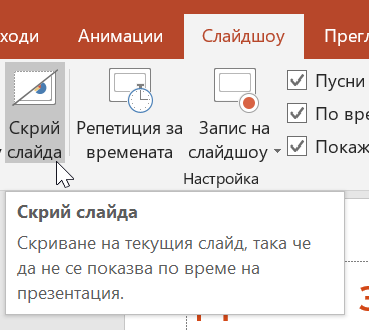 ходи Анимации Слайдшоу Прегл
Скрий
слайда
Репетиция за
времената
Запис на
слайдшоу
Пусни
По вре
Покаж
Настройка
Скрий слайда
Скриване на текущия слайд, така че
да не се показва по време на
презентация.